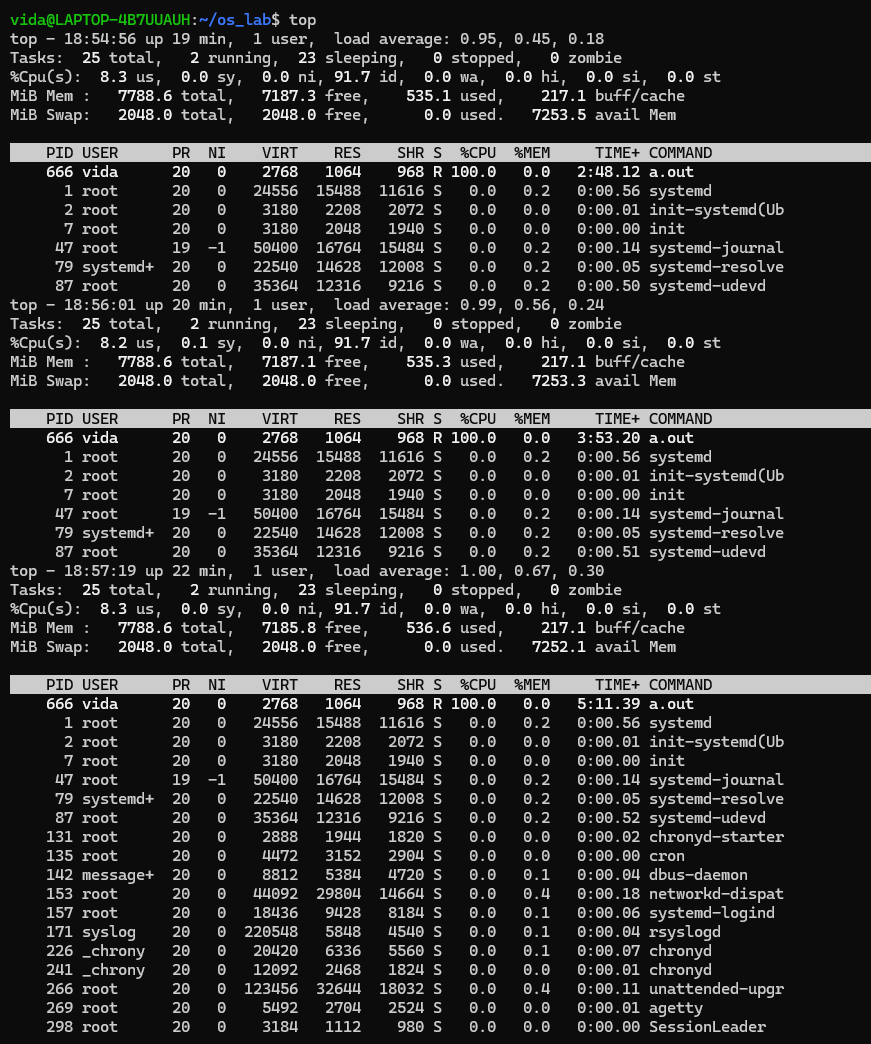 vida@LAPTOP-4B7UUAUH:~/os_lab$ top
top - 18:54:56 up 19 min,  1 user,  load average: 0.95, 0.45, 0.18
Tasks:  25 total,   2 running,  23 sleeping,   0 stopped,   0 zombie
%Cpu(s):  8.3 us,  0.0 sy,  0.0 ni, 91.7 id,  0.0 wa,  0.0 hi,  0.0 si,  0.0 st
MiB Mem :   7788.6 total,   7187.3 free,    535.1 used,    217.1 buff/cache
MiB Swap:   2048.0 total,   2048.0 free,      0.0 used.   7253.5 avail Mem
    PID USER      PR  NI    VIRT    RES    SHR S  %CPU  %MEM     TIME+ COMMAND
    666 vida      20   0    2768   1064    968 R 100.0   0.0   2:48.12 a.out
      1 root      20   0   24556  15488  11616 S   0.0   0.2   0:00.56 systemd
      2 root      20   0    3180   2208   2072 S   0.0   0.0   0:00.01 init-systemd(Ub
      7 root      20   0    3180   2048   1940 S   0.0   0.0   0:00.00 init
     47 root      19  -1   50400  16764  15484 S   0.0   0.2   0:00.14 systemd-journal
     79 systemd+  20   0   22540  14628  12008 S   0.0   0.2   0:00.05 systemd-resolve
     87 root      20   0   35364  12316   9216 S   0.0   0.2   0:00.50 systemd-udevd
top - 18:56:01 up 20 min,  1 user,  load average: 0.99, 0.56, 0.24
Tasks:  25 total,   2 running,  23 sleeping,   0 stopped,   0 zombie
%Cpu(s):  8.2 us,  0.1 sy,  0.0 ni, 91.7 id,  0.0 wa,  0.0 hi,  0.0 si,  0.0 st
MiB Mem :   7788.6 total,   7187.1 free,    535.3 used,    217.1 buff/cache
MiB Swap:   2048.0 total,   2048.0 free,      0.0 used.   7253.3 avail Mem
    PID USER      PR  NI    VIRT    RES    SHR S  %CPU  %MEM     TIME+ COMMAND
    666 vida      20   0    2768   1064    968 R 100.0   0.0   3:53.20 a.out
      1 root      20   0   24556  15488  11616 S   0.0   0.2   0:00.56 systemd
      2 root      20   0    3180   2208   2072 S   0.0   0.0   0:00.01 init-systemd(Ub
      7 root      20   0    3180   2048   1940 S   0.0   0.0   0:00.00 init
     47 root      19  -1   50400  16764  15484 S   0.0   0.2   0:00.14 systemd-journal
     79 systemd+  20   0   22540  14628  12008 S   0.0   0.2   0:00.05 systemd-resolve
     87 root      20   0   35364  12316   9216 S   0.0   0.2   0:00.51 systemd-udevd
top - 18:57:19 up 22 min,  1 user,  load average: 1.00, 0.67, 0.30
Tasks:  25 total,   2 running,  23 sleeping,   0 stopped,   0 zombie
%Cpu(s):  8.3 us,  0.0 sy,  0.0 ni, 91.7 id,  0.0 wa,  0.0 hi,  0.0 si,  0.0 st
MiB Mem :   7788.6 total,   7185.8 free,    536.6 used,    217.1 buff/cache
MiB Swap:   2048.0 total,   2048.0 free,      0.0 used.   7252.1 avail Mem
    PID USER      PR  NI    VIRT    RES    SHR S  %CPU  %MEM     TIME+ COMMAND
    666 vida      20   0    2768   1064    968 R 100.0   0.0   5:11.39 a.out
      1 root      20   0   24556  15488  11616 S   0.0   0.2   0:00.56 systemd
      2 root      20   0    3180   2208   2072 S   0.0   0.0   0:00.01 init-systemd(Ub
      7 root      20   0    3180   2048   1940 S   0.0   0.0   0:00.00 init
     47 root      19  -1   50400  16764  15484 S   0.0   0.2   0:00.14 systemd-journal
     79 systemd+  20   0   22540  14628  12008 S   0.0   0.2   0:00.05 systemd-resolve
     87 root      20   0   35364  12316   9216 S   0.0   0.2   0:00.52 systemd-udevd
    131 root      20   0    2888   1944   1820 S   0.0   0.0   0:00.02 chronyd-starter
    135 root      20   0    4472   3152   2904 S   0.0   0.0   0:00.00 cron
    142 message+  20   0    8812   5384   4720 S   0.0   0.1   0:00.04 dbus-daemon
    153 root      20   0   44092  29804  14664 S   0.0   0.4   0:00.18 networkd-dispat
    157 root      20   0   18436   9428   8184 S   0.0   0.1   0:00.06 systemd-logind
    171 syslog    20   0  220548   5848   4540 S   0.0   0.1   0:00.04 rsyslogd
    226 _chrony   20   0   20420   6336   5560 S   0.0   0.1   0:00.07 chronyd
    241 _chrony   20   0   12092   2468   1824 S   0.0   0.0   0:00.01 chronyd
    266 root      20   0  123456  32644  18032 S   0.0   0.4   0:00.11 unattended-upgr
    269 root      20   0    5492   2704   2524 S   0.0   0.0   0:00.01 agetty
    298 root      20   0    3184   1112    980 S   0.0   0.0   0:00.00 SessionLeader